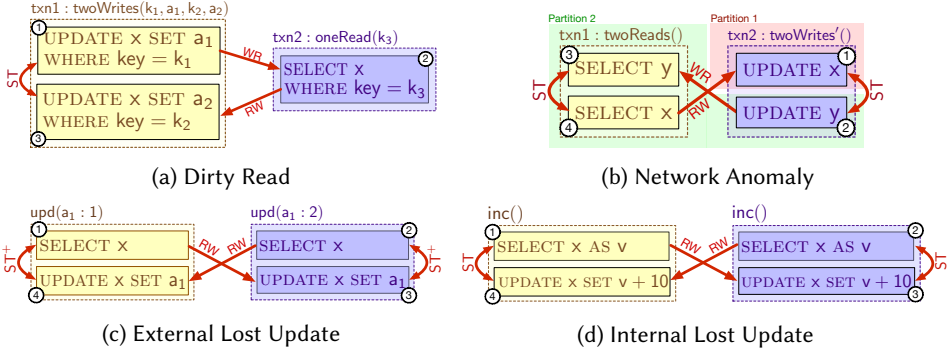 txn1 : twoWrites(k₁, a₁, k₂, a₂)
1
UPDATE x SET a₁
WHERE key = k₁
UPDATE x SET a₂
WHERE key = k₂
3
ST
WR
RW
txn2 : oneRead(k₃)
2
SELECT x
WHERE key = k₃
(a) Dirty Read
Partition 2
Partition 1
txn1 : twoReads()
3
SELECT y
SELECT x
4
ST
WR
RW
txn2 : twoWrites′()
1
UPDATE x
UPDATE y
2
ST
(b) Network Anomaly
upd(a₁ : 1)
1
SELECT x
UPDATE x SET a₁
4
ST⁺
RW
RW
upd(a₁ : 2)
2
SELECT x
UPDATE x SET a₁
3
ST⁺
(c) External Lost Update
inc()
1
SELECT x AS v
UPDATE x SET v + 10
4
ST
RW
RW
inc()
2
SELECT x AS v
UPDATE x SET v + 10
3
ST
(d) Internal Lost Update